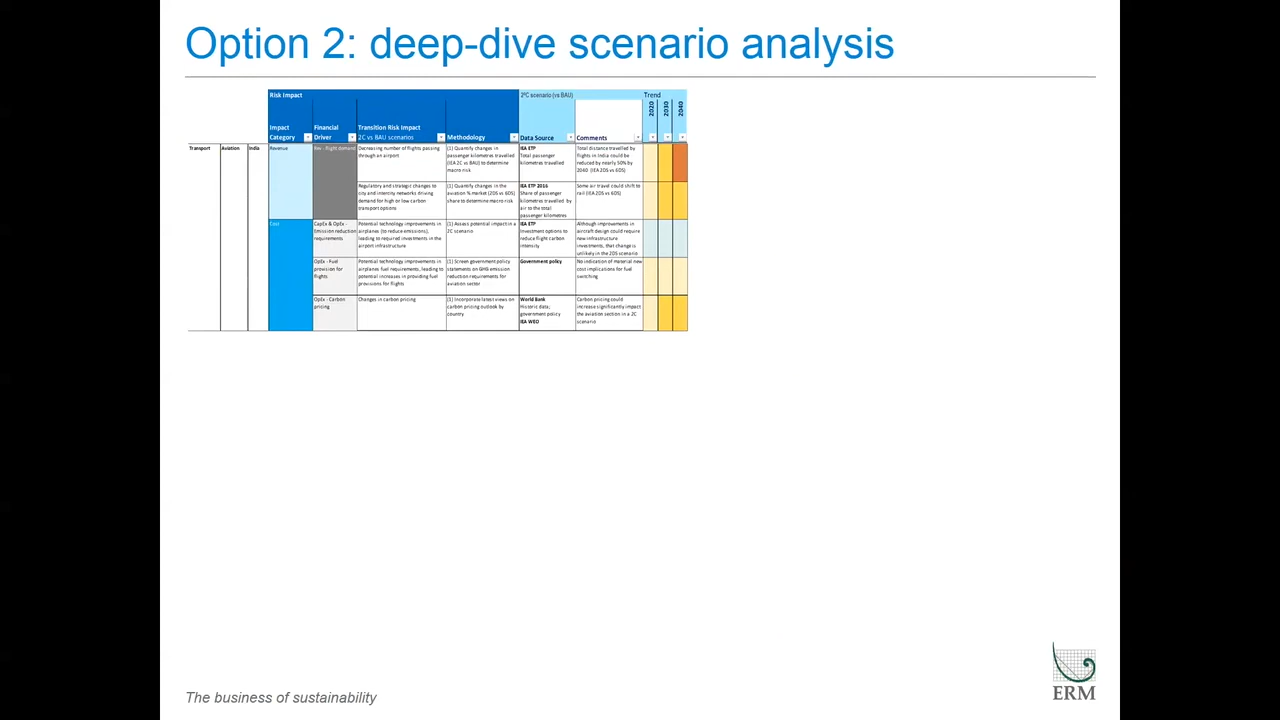 Option 2: deep-dive scenario analysis
Risk Impact
2°C scenario (vs BAU)
Trend
Impact
Category
Financial
Driver
Transition Risk Impact
2C vs BAU scenarios
Methodology
Data Source
Comments
2020
2030
2040
Transport
Aviation
India
Revenue
Rev - Flight demand
Decreasing number of flights passing
through an airport
(1) Quantify changes in
passenger kilometres travelled
(IEA 2C vs BAU) to determine
macro risk
IEA ETP
Total passenger
kilometres travelled
Total distance travelled by
flights in India could be
reduced by nearly 50% by
2040 (IEA 2DS vs 6DS)
Regulatory and strategic changes to
city and intercity networks driving
demand for high or low carbon
transport options
(1) Quantify changes in the
aviation % market (2DS vs 6DS)
share to determine macro risk
IEA ETP 2016
Share of passenger
kilometres travelled by
air to the total
passenger kilometres
Some air travel could shift to
rail (IEA 2DS vs 6DS)
Cost
CapEx & OpEx -
Emission reduction
requirements
Potential technology improvements in
airplanes (to reduce emissions),
leading to required investments in the
airport infrastructure
(1) Assess potential impact in a
2C scenario
IEA ETP
Investment options to
reduce flight carbon
intensity
Although improvements in
aircraft design could require
new infrastructure
investments, that change is
unlikely in the 2DS scenario
OpEx - Fuel
provision for
flights
Potential technology improvements in
airplanes fuel requirements, leading to
potential increases in providing fuel
provisions for flights
(1) Screen government policy
statements on GHG emission
reduction requirements for
aviation sector
Government policy
No indication of material new
cost implications for fuel
switching
OpEx - Carbon
pricing
Changes in carbon pricing
(1) Incorporate latest views on
carbon pricing outlook by
country
World Bank
Historic data;
government policy
IEA WEO
Carbon pricing could
increase significantly impact
the aviation section in a 2C
scenario
The business of sustainability
ERM